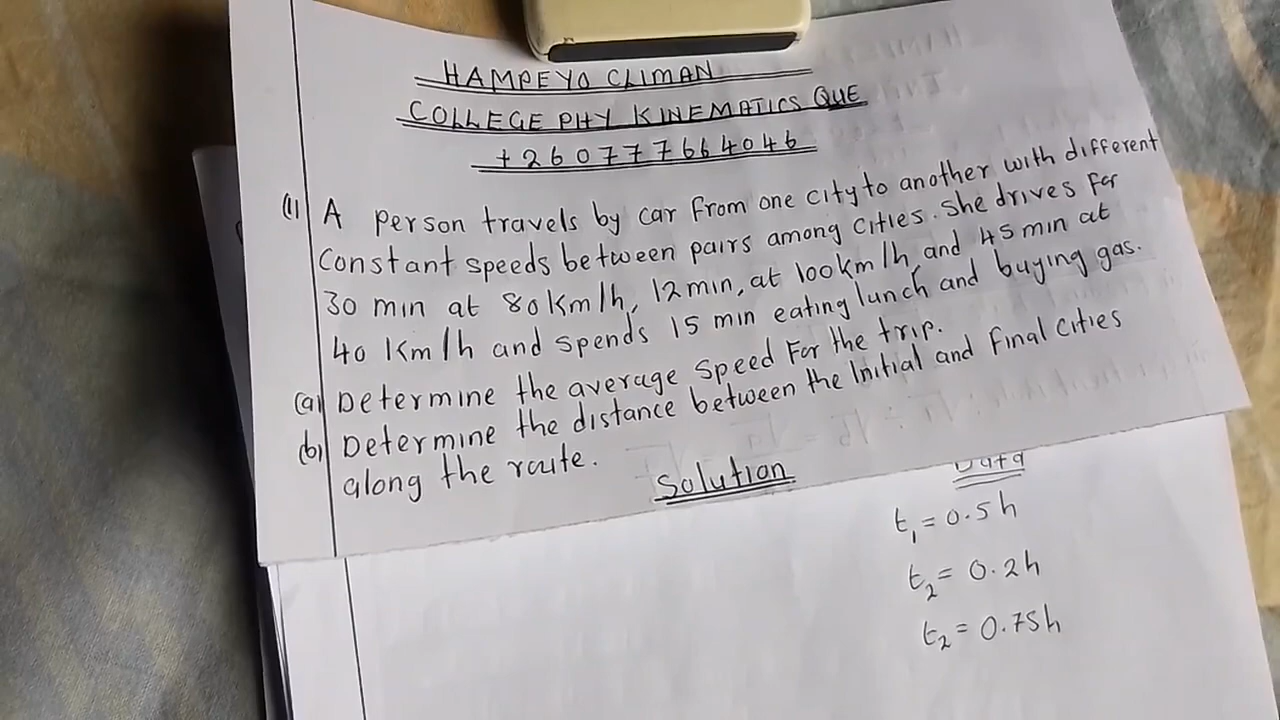 HAMPEYO CLIMAN
COLLEGE PHY KINEMATICS QUE
+260777664046
(1) A person travels by car from one city to another with different
constant speeds between pairs among cities. She drives for
30 min at 80Km/h, 12min, at 100km/h, and 45 min at
40 Km/h and spends 15 min eating lunch and buying gas.
(a) Determine the average speed For the trip.
(b) Determine the distance between the Initial and final Cities
along the route.
Solution
Data
t₁ = 0.5h
t₂ = 0.2h
t₂ = 0.75h